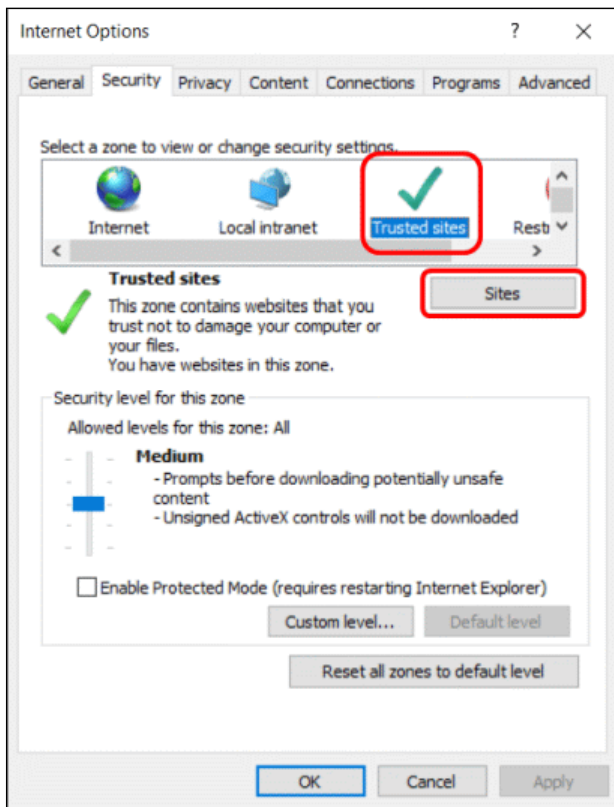 Internet Options
?
General Security Privacy Content Connections Programs Advanced
Select a zone to view or change security settings.
Internet Local intranet Trusted sites Restr
Trusted sites
Sites
This zone contains websites that you
trust not to damage your computer or
your files.
You have websites in this zone.
Security level for this zone
Allowed levels for this zone: All
Medium
- Prompts before downloading potentially unsafe
content
- Unsigned ActiveX controls will not be downloaded
Enable Protected Mode (requires restarting Internet Explorer)
Custom level... Default level
Reset all zones to default level
OK Cancel Apply